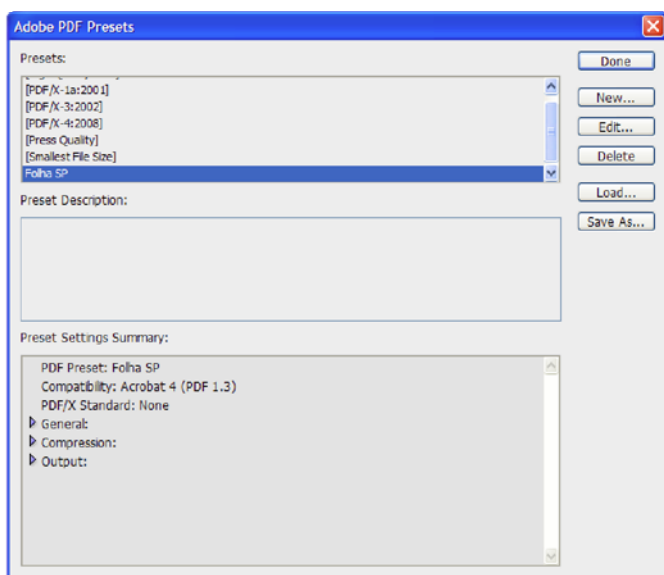 Adobe PDF Presets
Presets:
[PDF/X-1a:2001]
[PDF/X-3:2002]
[PDF/X-4:2008]
[Press Quality]
[Smallest File Size]
Folha SP
Done
New...
Edit...
Delete
Load...
Save As...
Preset Description:
Preset Settings Summary:
PDF Preset: Folha SP
Compatibility: Acrobat 4 (PDF 1.3)
PDF/X Standard: None
General:
Compression:
Output: